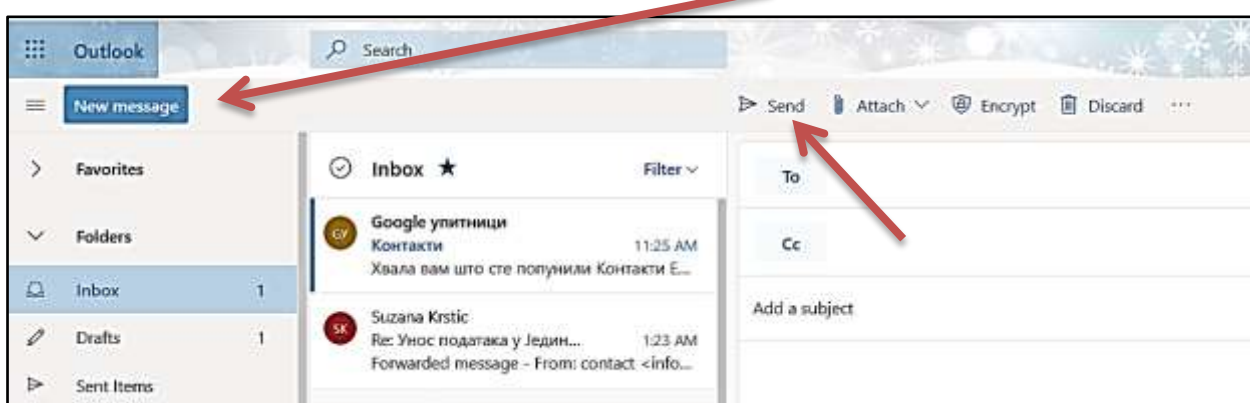 Outlook
Search
New message
Send Attach Encrypt Discard ...
Favorites
Folders
Inbox 1
Drafts 1
Sent Items
Inbox ★ Filter
GY
Google упитници
Контакти 11:25 AM
Хвала вам што сте попунили Контакти Е...
SK
Suzana Krstic
Re: Унос података у Једин... 1:23 AM
Forwarded message - From: contact <info...
To
Cc
Add a subject